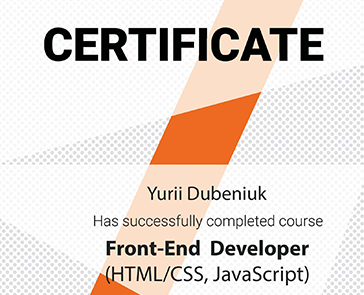 CERTIFICATE
Yurii Dubeniuk
Has successfully completed course
Front-End Developer
(HTML/CSS, JavaScript)